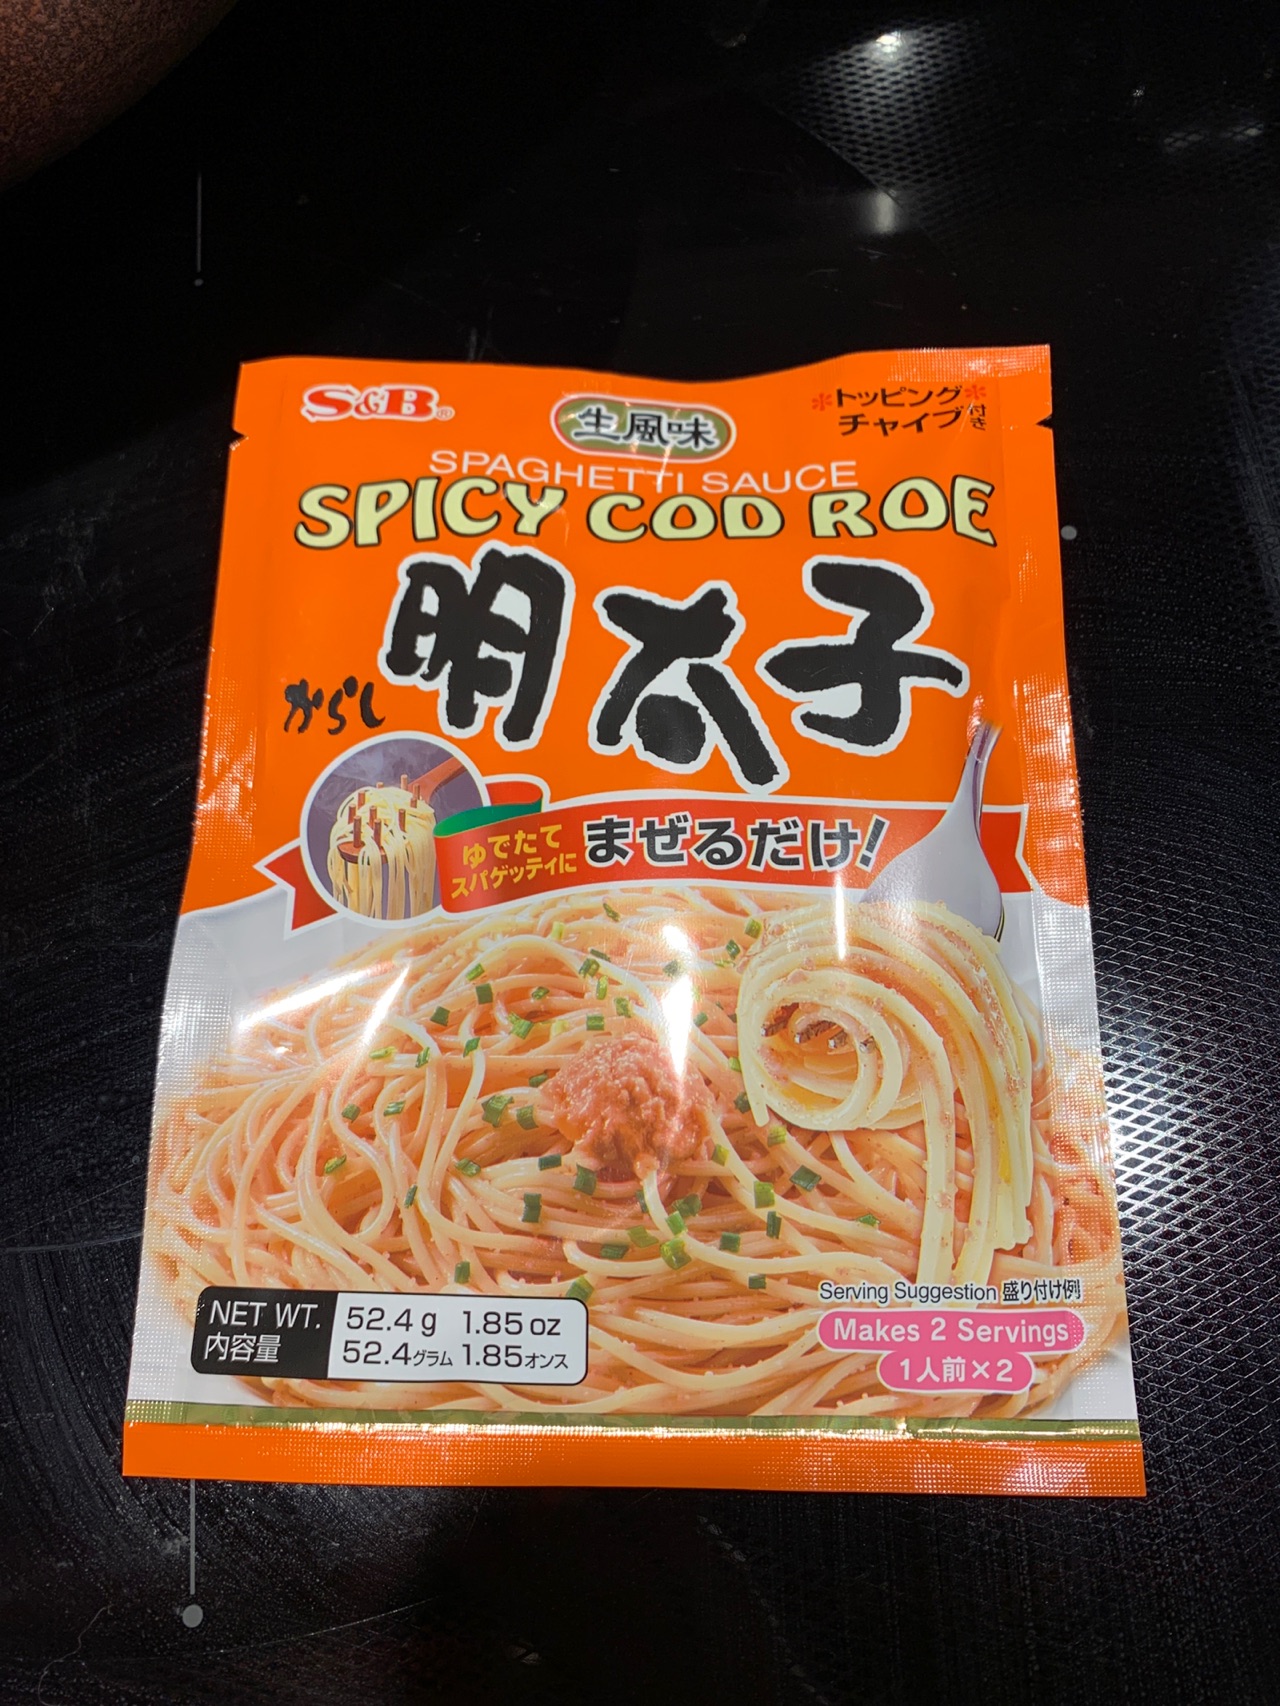 S&B®
生風味
*トッピング*
チャイブ付き
SPAGHETTI SAUCE
SPICY COD ROE
からし
明太子
ゆでたて
スパゲッティに
まぜるだけ!
Serving Suggestion 盛り付け例
NET WT. 52.4 g 1.85 oz
内容量 52.4グラム 1.85オンス
Makes 2 Servings
1人前×2